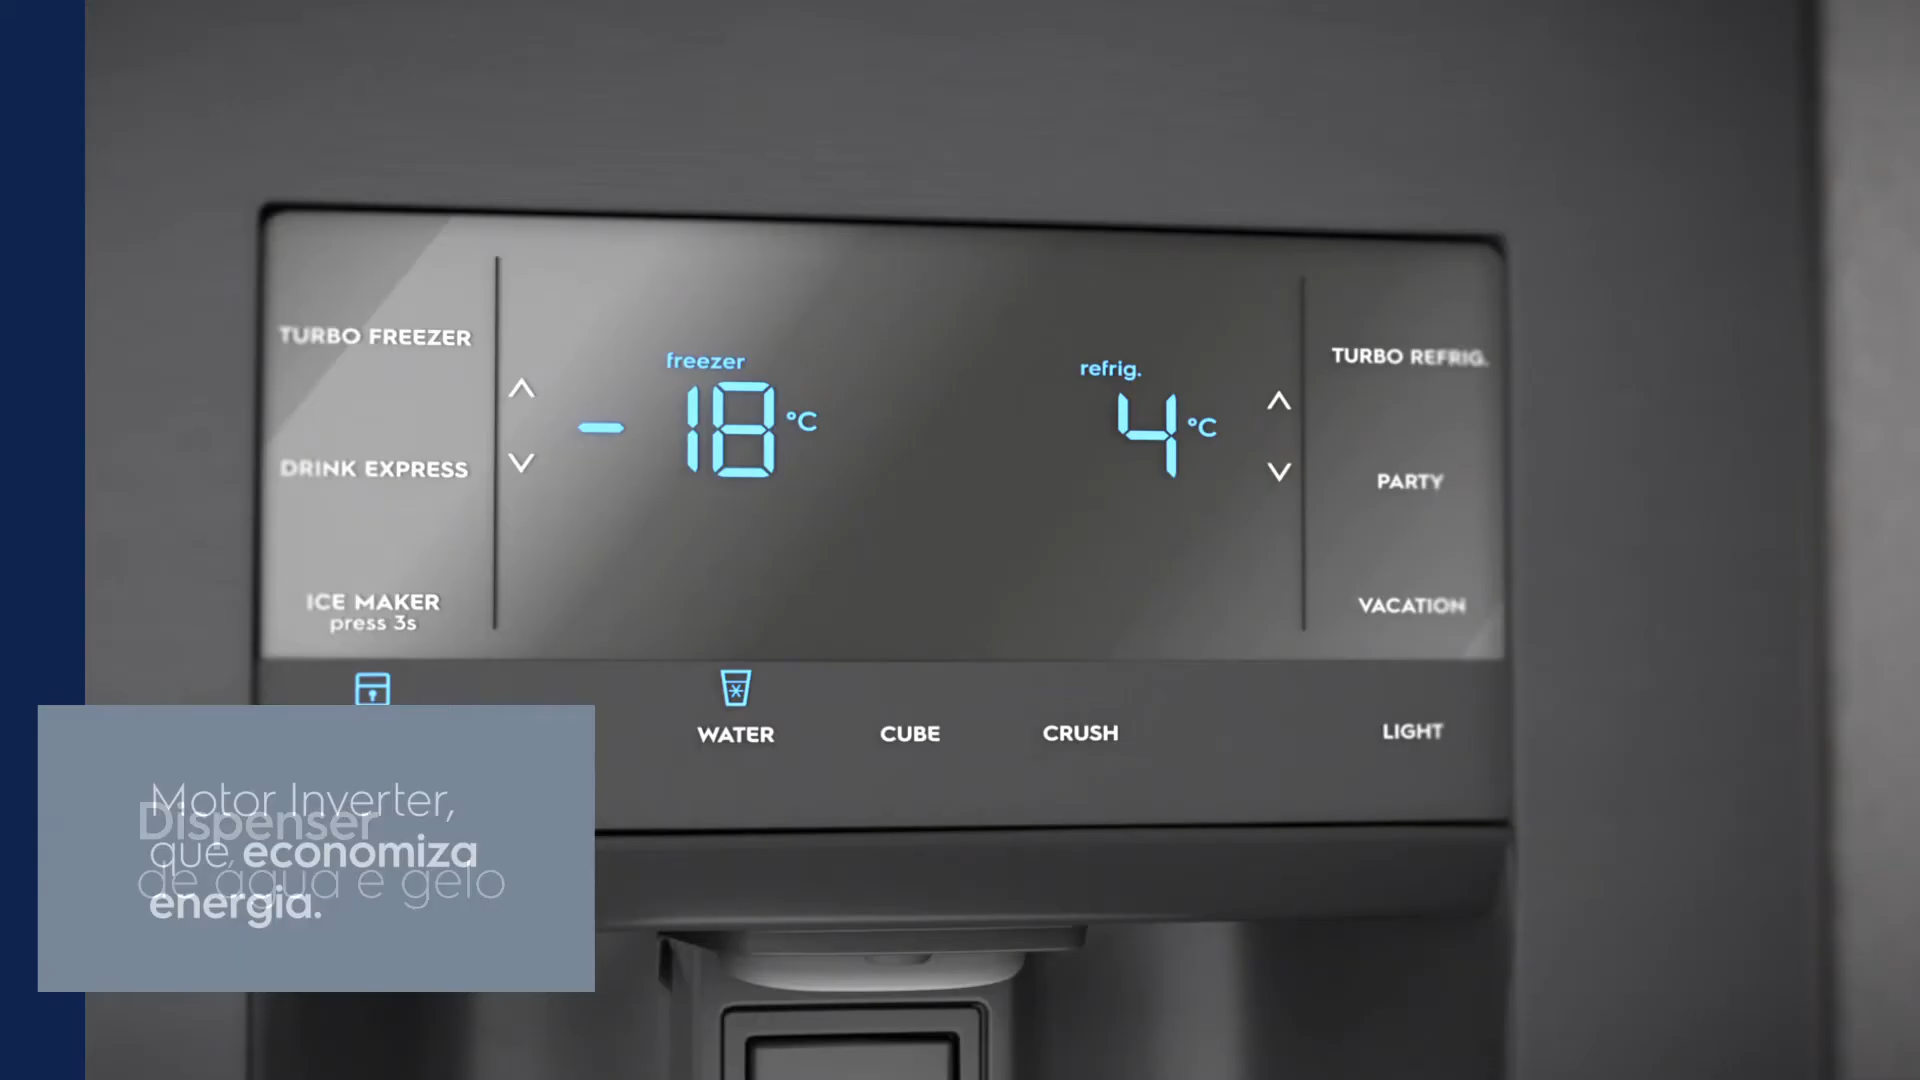 TURBO FREEZER
DRINK EXPRESS
ICE MAKER
press 3s
freezer
-18 °C
refrig.
4 °C
TURBO REFRIG.
PARTY
VACATION
WATER
CUBE
CRUSH
LIGHT
Motor Inverter,
que economiza
energia.
Dispenser
de água e gelo